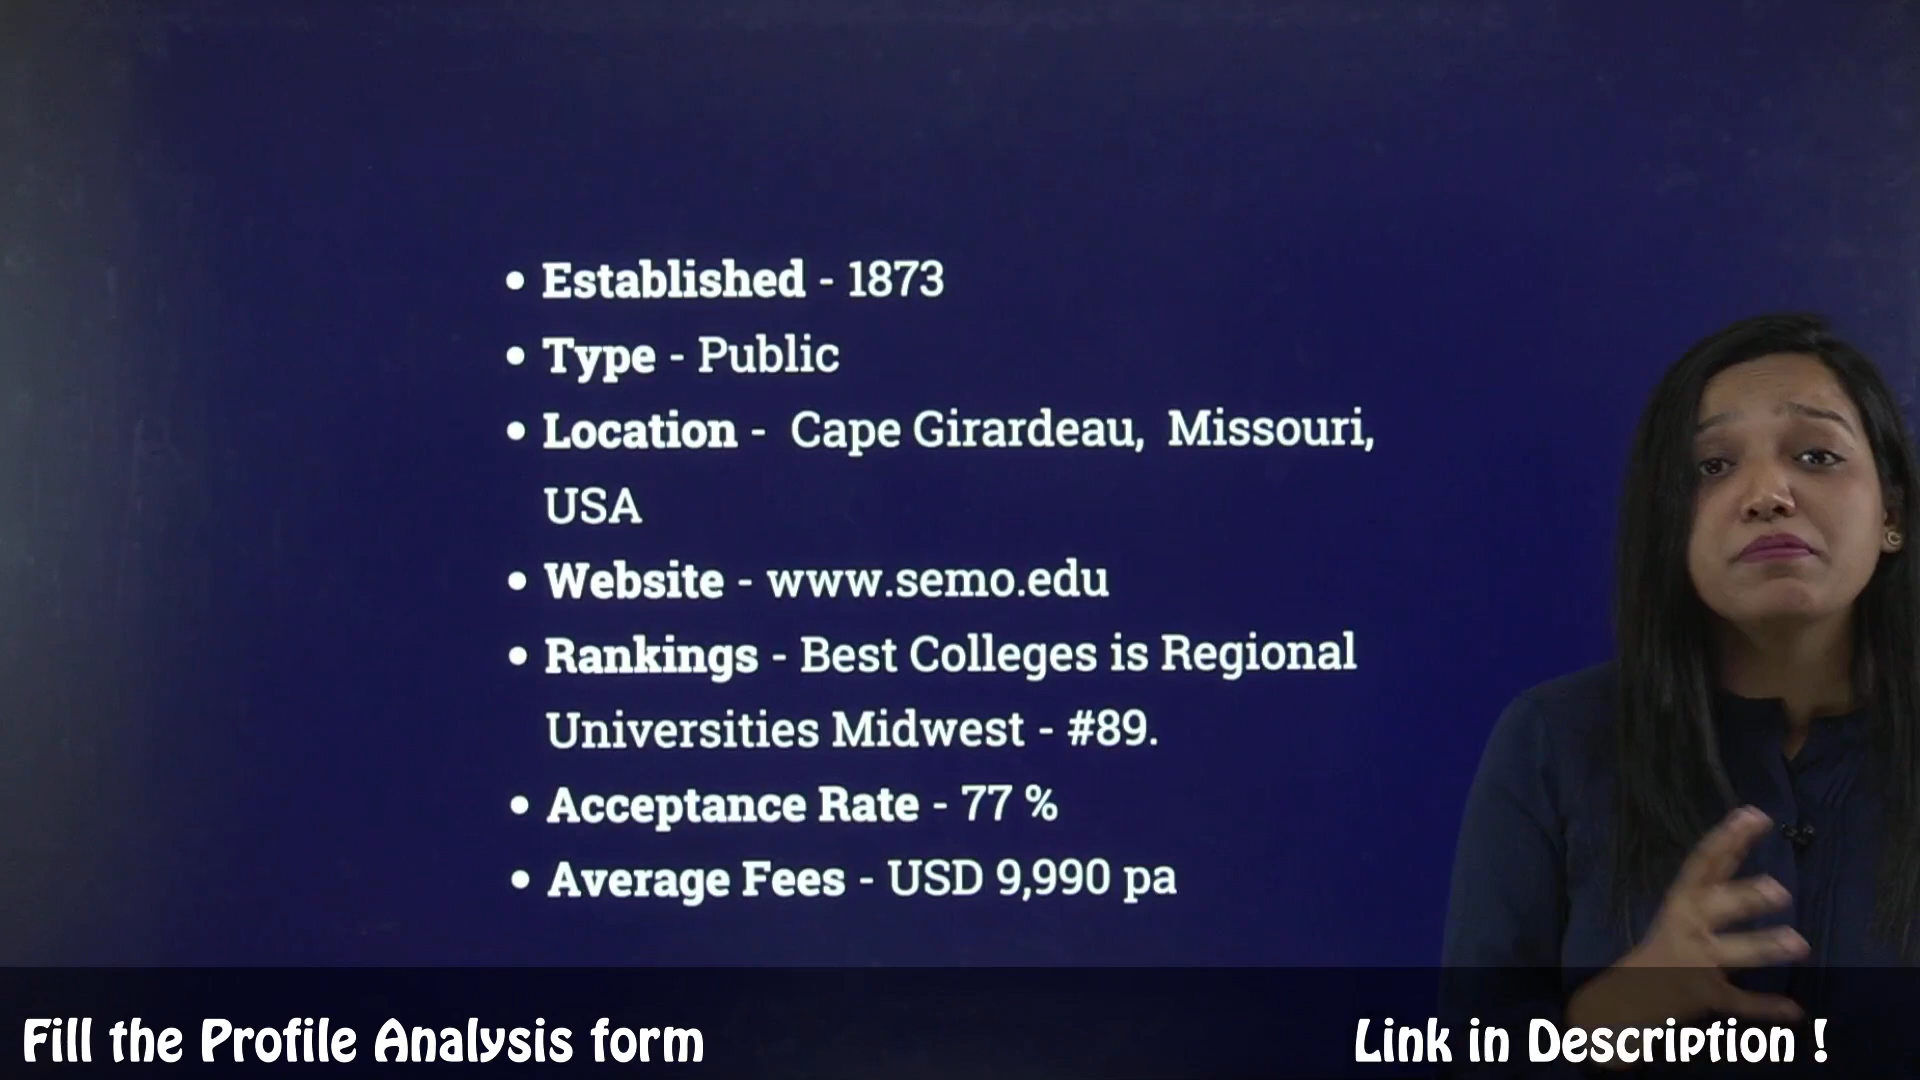 • Established - 1873
• Type - Public
• Location - Cape Girardeau, Missouri,
USA
• Website - www.semo.edu
• Rankings - Best Colleges is Regional
Universities Midwest - #89.
• Acceptance Rate - 77 %
• Average Fees - USD 9,990 pa
Fill the Profile Analysis form
Link in Description !